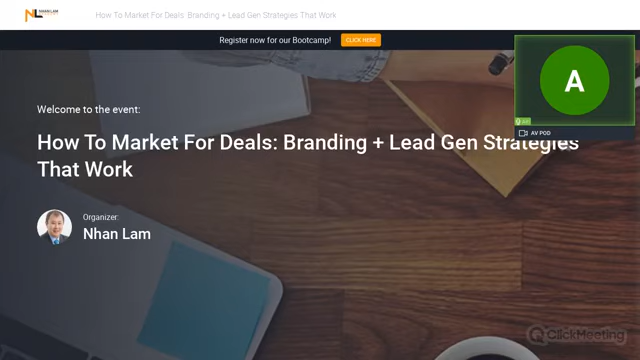 NL
How To Market For Deals: Branding + Lead Gen Strategies That Work
Register now for our Bootcamp!
CLICK HERE
A
AV POD
Welcome to the event:
How To Market For Deals: Branding + Lead Gen Strategies
That Work
Organizer:
Nhan Lam
ClickMeeting